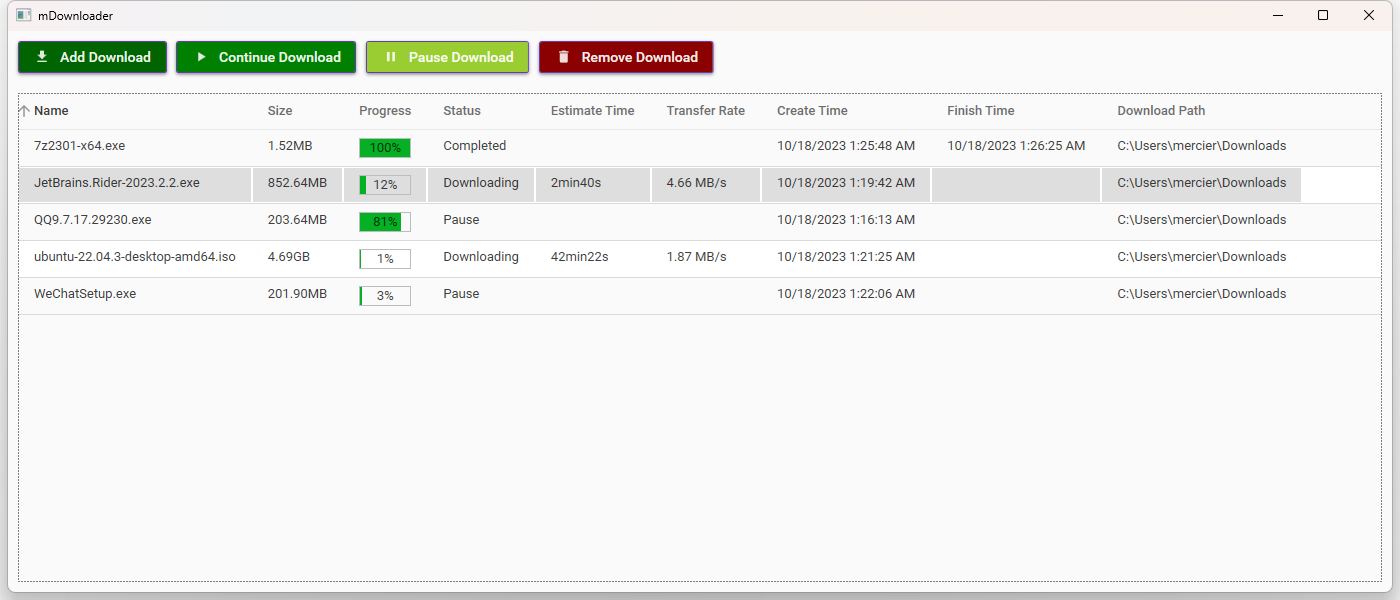 mDownloader
Add Download Continue Download Pause Download Remove Download
Name Size Progress Status Estimate Time Transfer Rate Create Time Finish Time Download Path
7z2301-x64.exe 1.52MB 100% Completed 10/18/2023 1:25:48 AM 10/18/2023 1:26:25 AM C:\Users\mercier\Downloads
JetBrains.Rider-2023.2.2.exe 852.64MB 12% Downloading 2min40s 4.66 MB/s 10/18/2023 1:19:42 AM C:\Users\mercier\Downloads
QQ9.7.17.29230.exe 203.64MB 81% Pause 10/18/2023 1:16:13 AM C:\Users\mercier\Downloads
ubuntu-22.04.3-desktop-amd64.iso 4.69GB 1% Downloading 42min22s 1.87 MB/s 10/18/2023 1:21:25 AM C:\Users\mercier\Downloads
WeChatSetup.exe 201.90MB 3% Pause 10/18/2023 1:22:06 AM C:\Users\mercier\Downloads